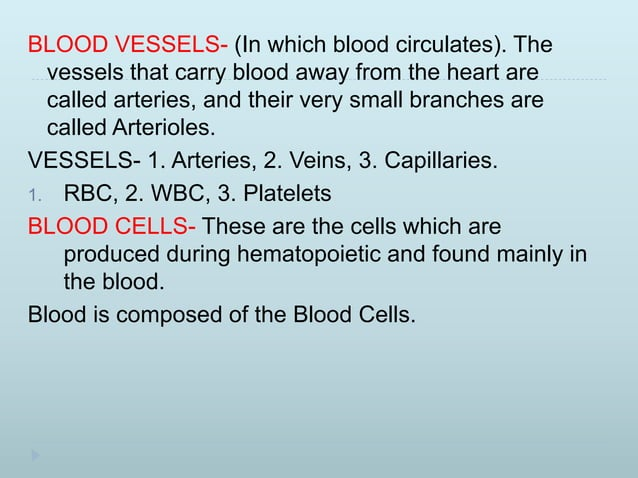 BLOOD VESSELS- (In which blood circulates). The
vessels that carry blood away from the heart are
called arteries, and their very small branches are
called Arterioles.
VESSELS- 1. Arteries, 2. Veins, 3. Capillaries.
1. RBC, 2. WBC, 3. Platelets
BLOOD CELLS- These are the cells which are
produced during hematopoietic and found mainly in
the blood.
Blood is composed of the Blood Cells.